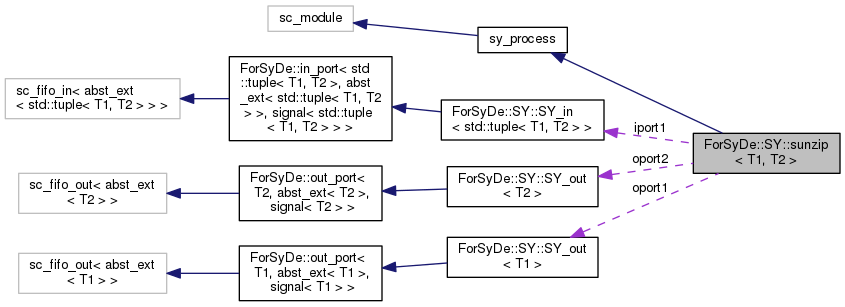 sc_module
sy_process
ForSyDe::in_port< std
::tuple< T1, T2 >, abst
_ext< std::tuple< T1, T2
> >, signal< std::tuple
< T1, T2 > > >
sc_fifo_in< abst_ext
< std::tuple< T1, T2 > > >
ForSyDe::SY::SY_in
< std::tuple< T1, T2 > >
iport1
ForSyDe::SY::sunzip
< T1, T2 >
oport2
ForSyDe::out_port<
T2, abst_ext< T2 >,
signal< T2 > >
sc_fifo_out< abst_ext
< T2 > >
ForSyDe::SY::SY_out
< T2 >
oport1
ForSyDe::SY::SY_out
< T1 >
ForSyDe::out_port<
T1, abst_ext< T1 >,
signal< T1 > >
sc_fifo_out< abst_ext
< T1 > >